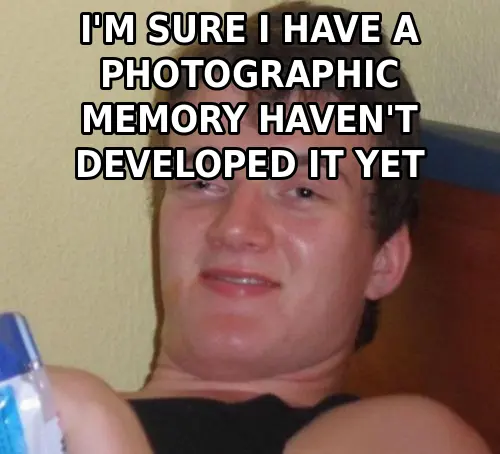 I'M SURE I HAVE A
PHOTOGRAPHIC
MEMORY HAVEN'T
DEVELOPED IT YET